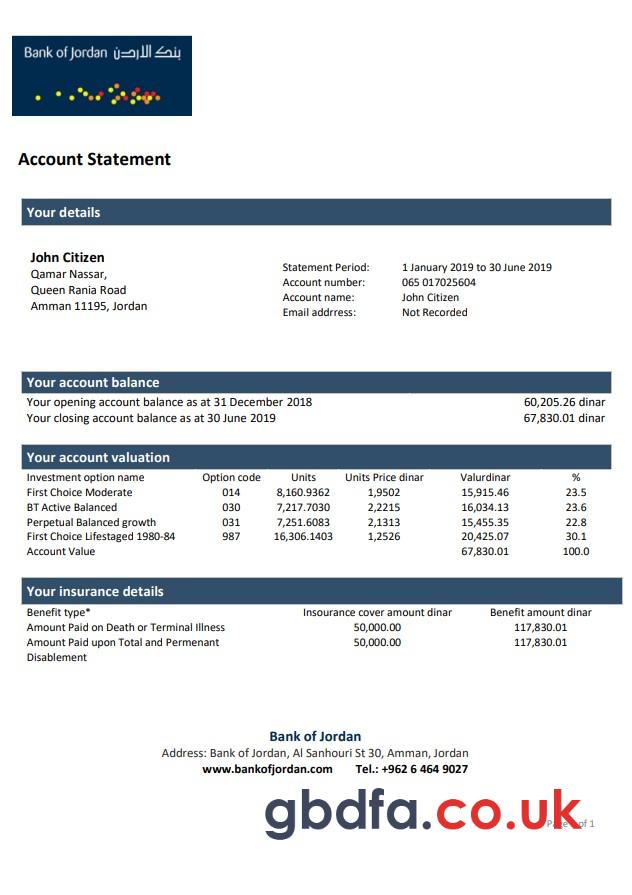 Bank of Jordan بنك الاردن
Account Statement
Your details
John Citizen
Qamar Nassar,
Queen Rania Road
Amman 11195, Jordan
Statement Period: 1 January 2019 to 30 June 2019
Account number: 065 017025604
Account name: John Citizen
Email addrress: Not Recorded
Your account balance
Your opening account balance as at 31 December 2018 60,205.26 dinar
Your closing account balance as at 30 June 2019 67,830.01 dinar
Your account valuation
Investment option name Option code Units Units Price dinar Valurdinar %
First Choice Moderate 014 8,160.9362 1,9502 15,915.46 23.5
BT Active Balanced 030 7,217.7030 2,2215 16,034.13 23.6
Perpetual Balanced growth 031 7,251.6083 2,1313 15,455.35 22.8
First Choice Lifestaged 1980-84 987 16,306.1403 1,2526 20,425.07 30.1
Account Value 67,830.01 100.0
Your insurance details
Benefit type* Insourance cover amount dinar Benefit amount dinar
Amount Paid on Death or Terminal Illness 50,000.00 117,830.01
Amount Paid upon Total and Permenant 50,000.00 117,830.01
Disablement
Bank of Jordan
Address: Bank of Jordan, Al Sanhouri St 30, Amman, Jordan
www.bankofjordan.com Tel.: +962 6 464 9027
gbdfa.co.uk
of 1